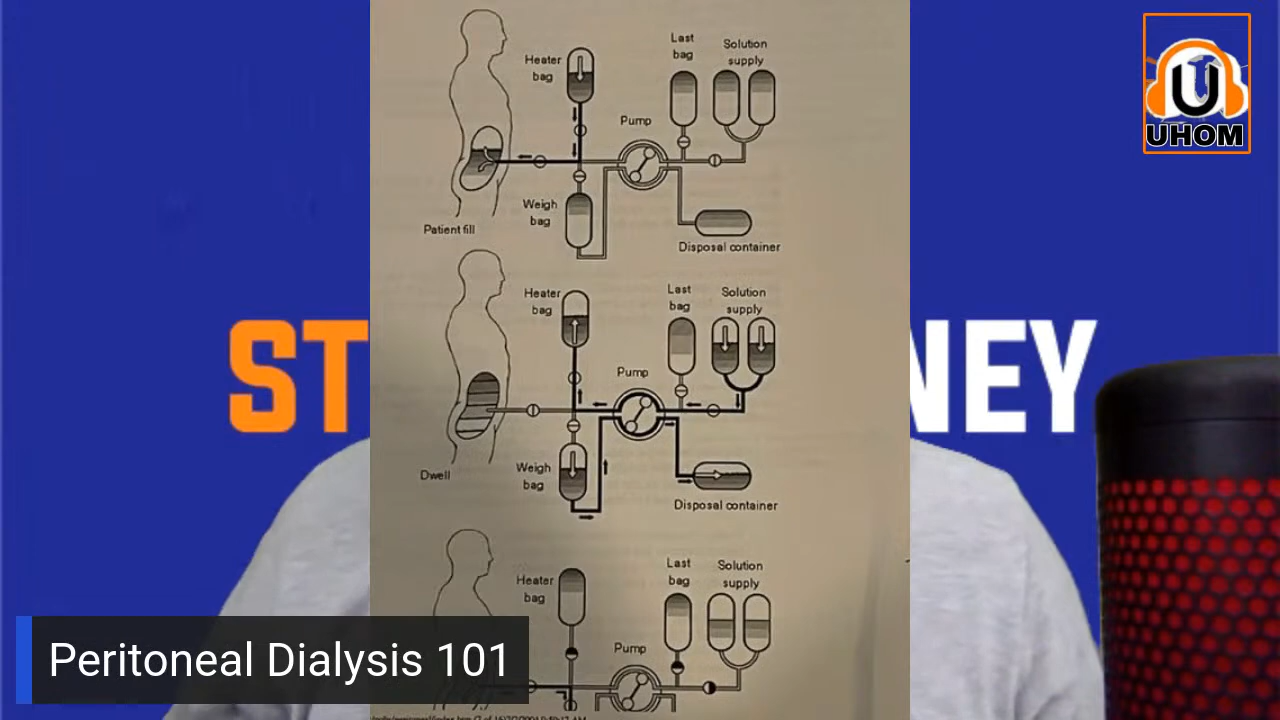 U
UHOM
ST
NEY
Heater
bag
Last
bag
Solution
supply
Pump
Weigh
bag
Patient fill
Disposal container
Heater
bag
Last
bag
Solution
supply
Pump
Weigh
bag
Dwell
Disposal container
Heater
bag
Last
bag
Solution
supply
Pump
Peritoneal Dialysis 101